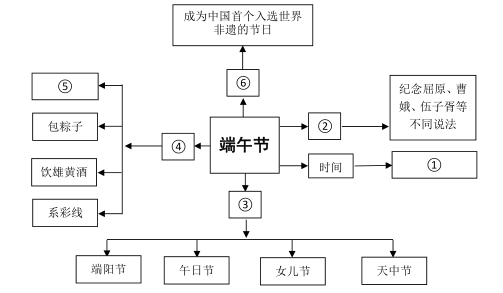 成为中国首个入选世界
非遗的节日
⑥
⑤
包粽子
饮雄黄酒
系彩线
④
端午节
②
纪念屈原、曹
娥、伍子胥等
不同说法
时间
①
③
端阳节
午日节
女儿节
天中节